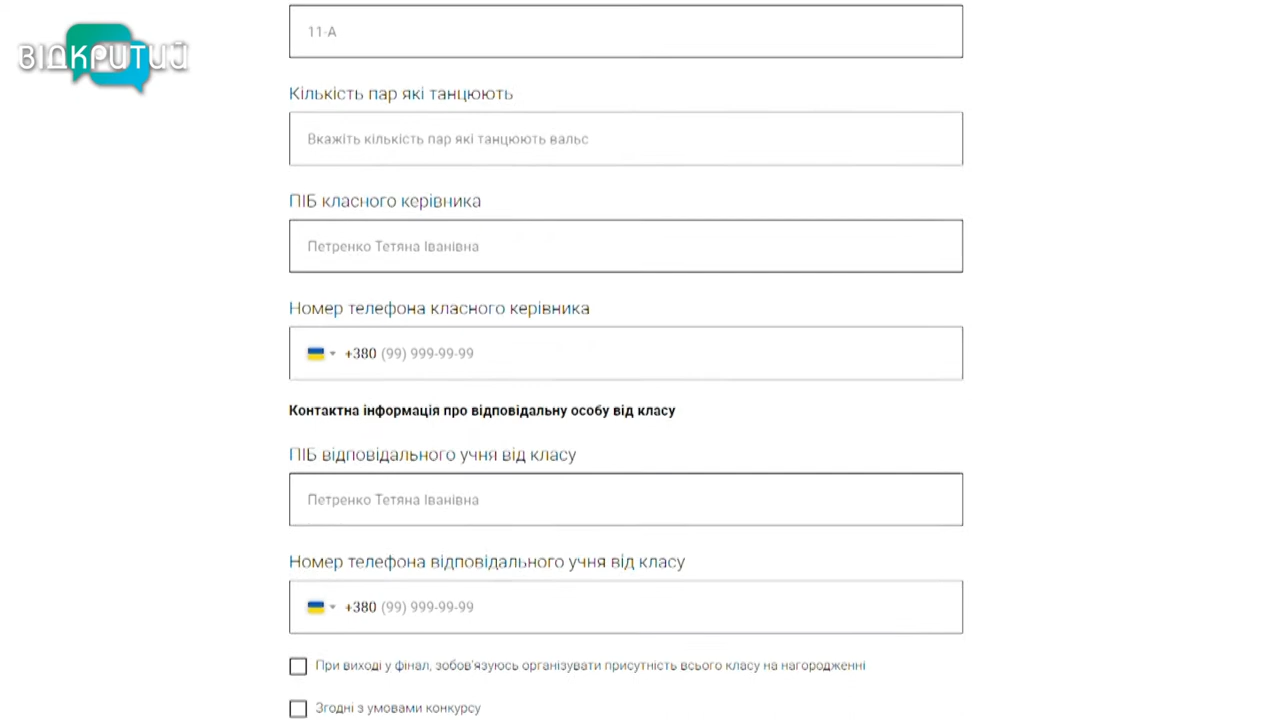 ВІДКРИТИЙ
11-А
Кількість пар які танцюють
Вкажіть кількість пар які танцюють вальс
ПІБ класного керівника
Петренко Тетяна Іванівна
Номер телефона класного керівника
+380 (99) 999-99-99
Контактна інформація про відповідальну особу від класу
ПІБ відповідального учня від класу
Петренко Тетяна Іванівна
Номер телефона відповідального учня від класу
+380 (99) 999-99-99
При виході у фінал, зобов'язуюсь організувати присутність всього класу на нагородженні
Згодні з умовами конкурсу